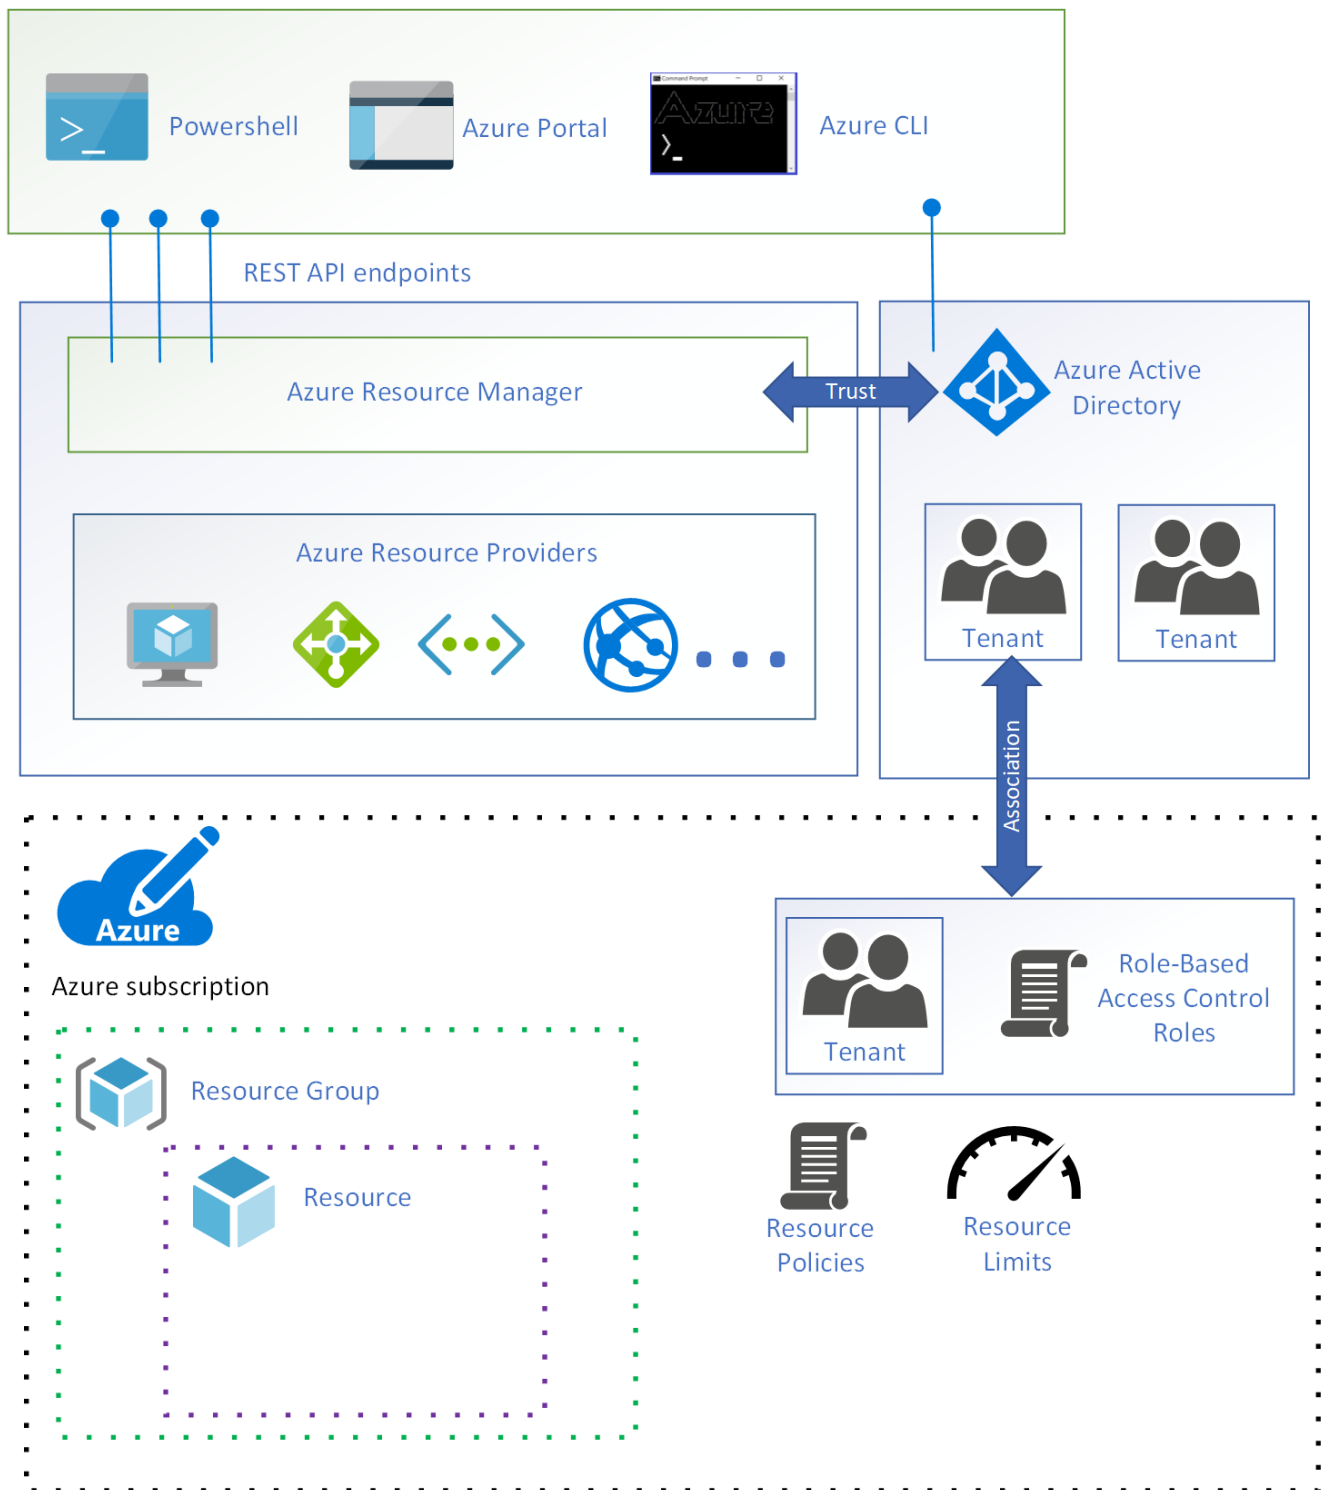 Powershell
Azure Portal
Command Prompt
Azure
Azure CLI
REST API endpoints
Azure Resource Manager
Trust
Azure Active
Directory
Azure Resource Providers
Tenant
Tenant
Association
Azure
Azure subscription
Resource Group
Resource
Tenant
Role-Based
Access Control
Roles
Resource
Policies
Resource
Limits